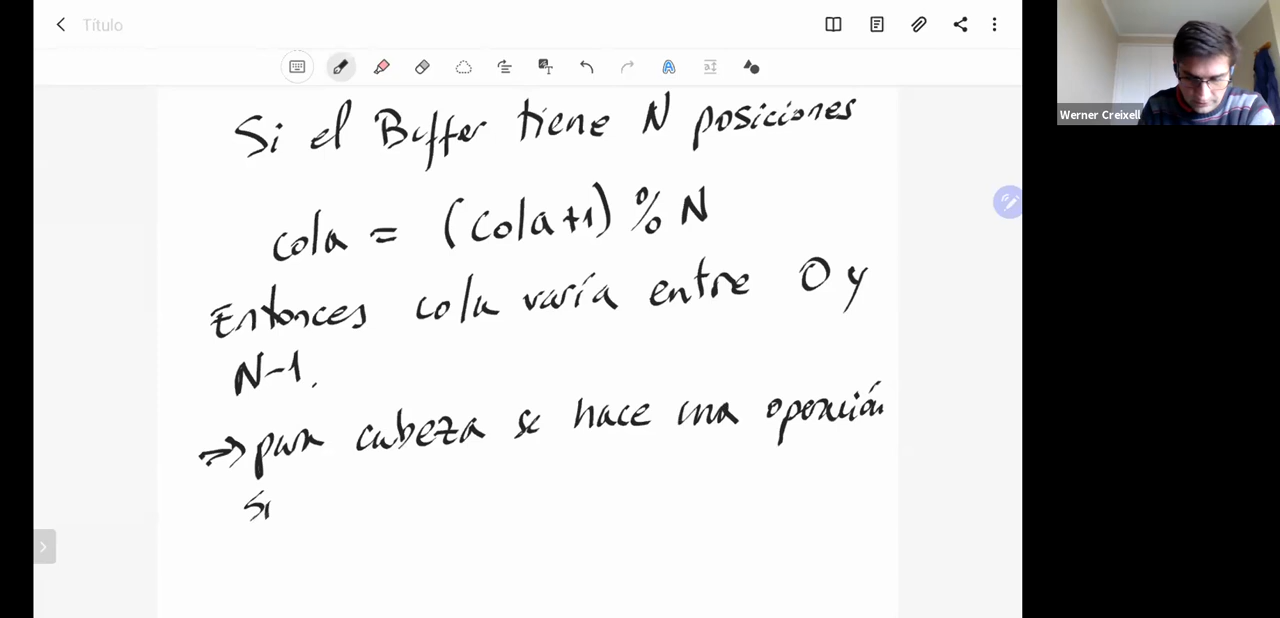 Título
Werner Creixell
Si el Buffer tiene N posiciones
cola = (cola+1) % N
Entonces cola varía entre 0 y
N-1.
⇒ para cabeza se hace una operación
si